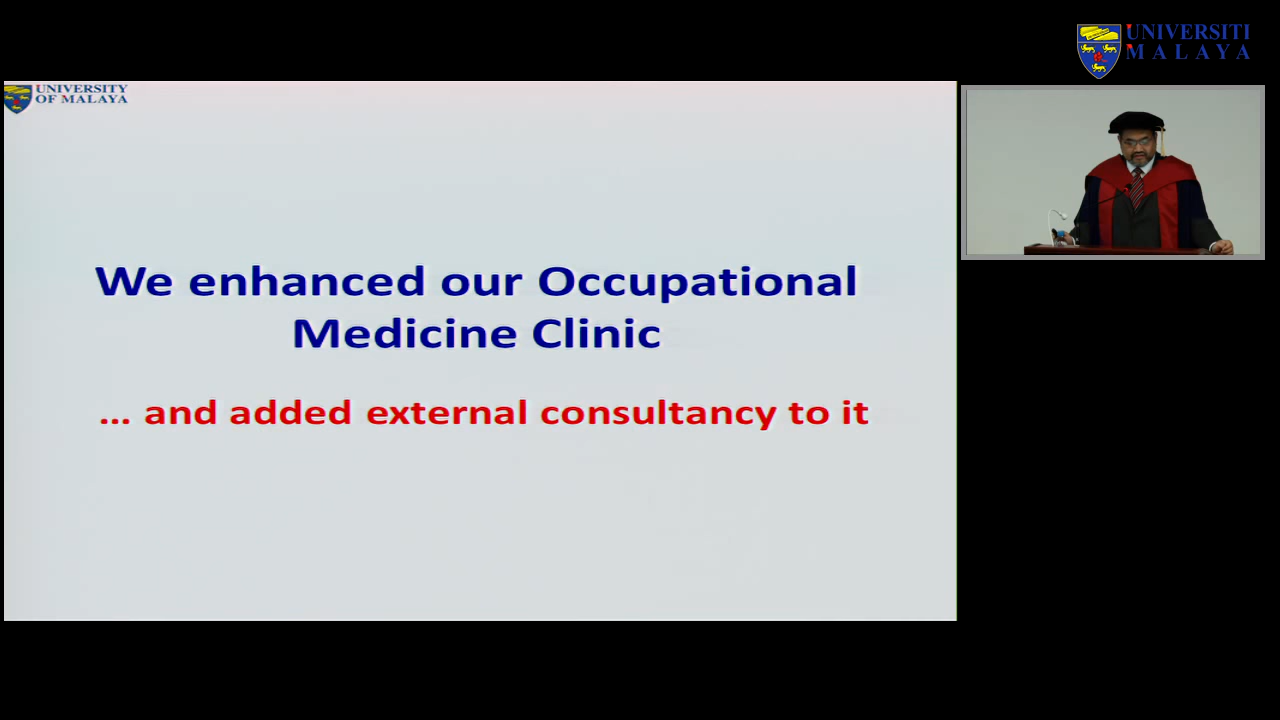 UNIVERSITI
MALAYA
UNIVERSITY
OF MALAYA
We enhanced our Occupational
Medicine Clinic
... and added external consultancy to it